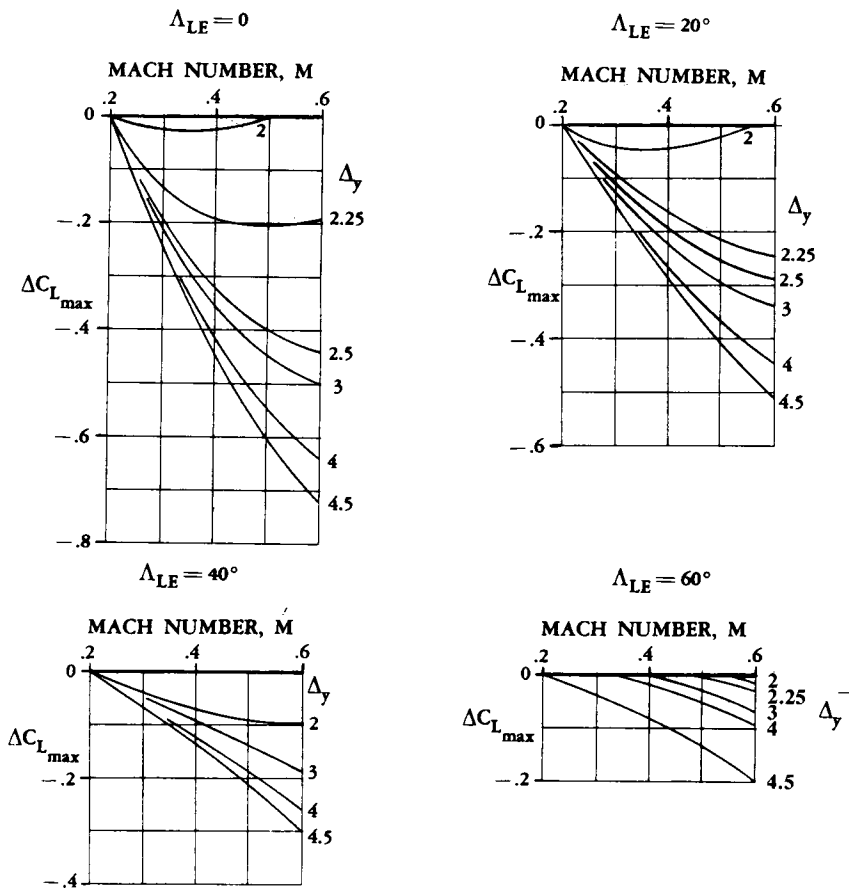 Λ_LE = 0
MACH NUMBER, M
.2 .4 .6
0
−.2
−.4
−.6
−.8
ΔC_L_max
Δ_y
2
2.25
2.5
3
4
4.5
Λ_LE = 20°
MACH NUMBER, M
.2 .4 .6
0
−.2
−.4
−.6
ΔC_L_max
Δ_y
2
2.25
2.5
3
4
4.5
Λ_LE = 40°
MACH NUMBER, M
.2 .4 .6
0
−.2
−.4
ΔC_L_max
Δ_y
2
3
4
4.5
Λ_LE = 60°
MACH NUMBER, M
.2 .4 .6
0
−.2
ΔC_L_max
Δ_y
2
2.25
3
4
4.5